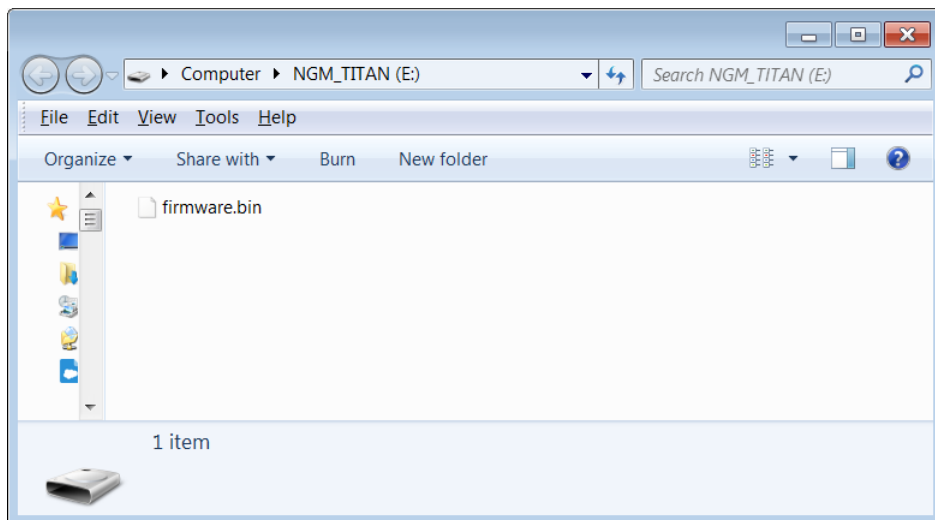 Computer NGM_TITAN (E:) Search NGM_TITAN (E:)
File Edit View Tools Help
Organize Share with Burn New folder
firmware.bin
1 item